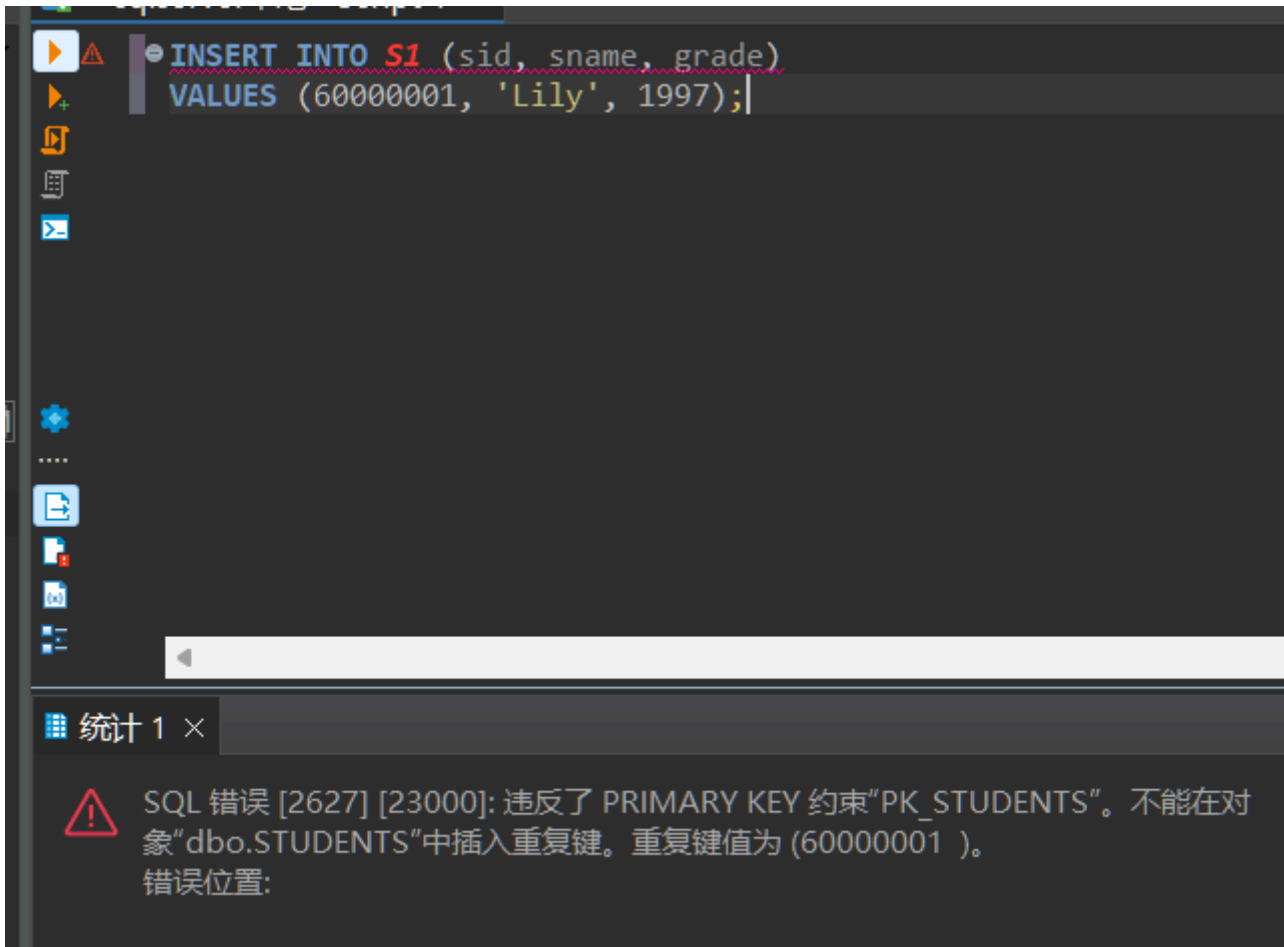 INSERT INTO S1 (sid, sname, grade)
VALUES (60000001, 'Lily', 1997);
统计 1
SQL 错误 [2627] [23000]: 违反了 PRIMARY KEY 约束“PK_STUDENTS”。不能在对
象“dbo.STUDENTS”中插入重复键。重复键值为 (60000001  )。
错误位置: